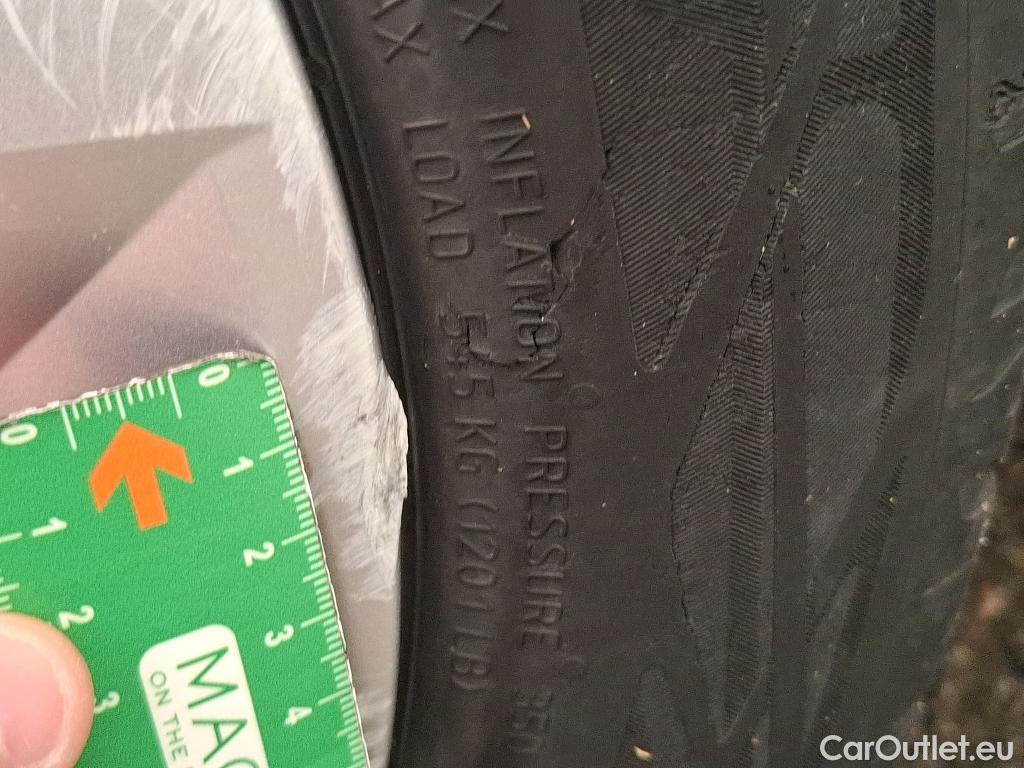 MAX LOAD 545 KG (1201 LB)
INFLATION PRESSURE 350
0
1
2
3
4
0
1
2
3
ON THE
CarOutlet.eu